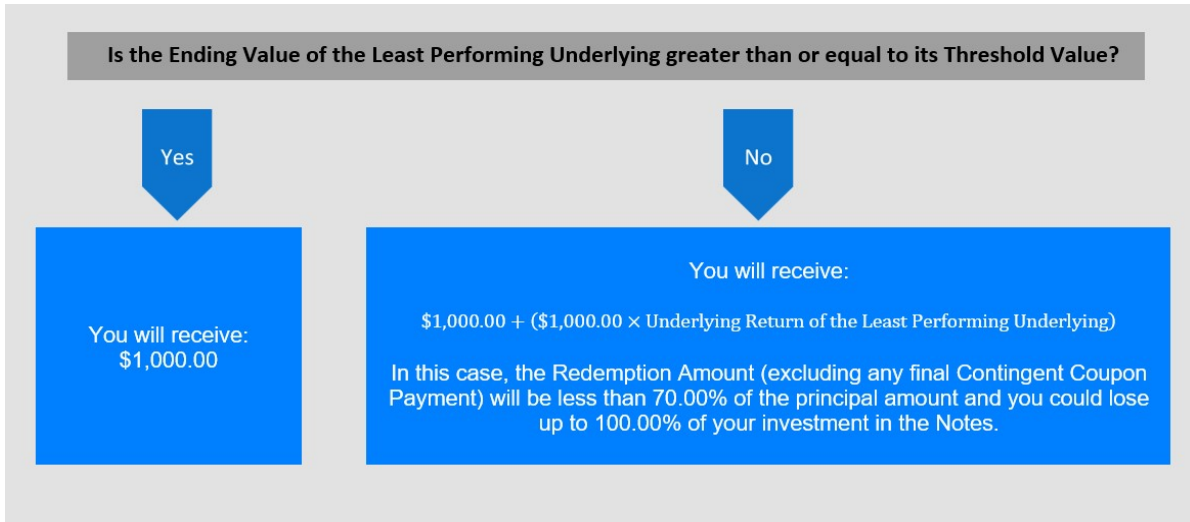 Is the Ending Value of the Least Performing Underlying greater than or equal to its Threshold Value?
Yes
No
You will receive:
$1,000.00
You will receive:
$1,000.00 + ($1,000.00 × Underlying Return of the Least Performing Underlying)
In this case, the Redemption Amount (excluding any final Contingent Coupon
Payment) will be less than 70.00% of the principal amount and you could lose
up to 100.00% of your investment in the Notes.